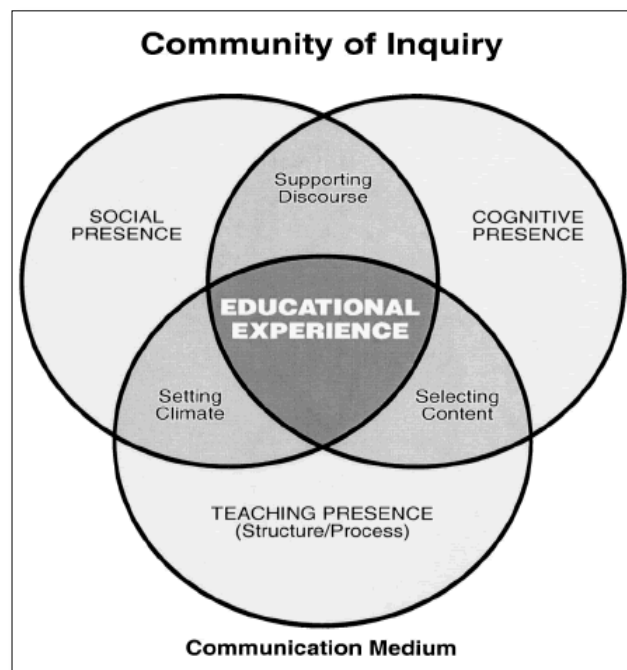 Community of Inquiry
Supporting
Discourse
SOCIAL
PRESENCE
COGNITIVE
PRESENCE
EDUCATIONAL
EXPERIENCE
Setting
Climate
Selecting
Content
TEACHING PRESENCE
(Structure/Process)
Communication Medium